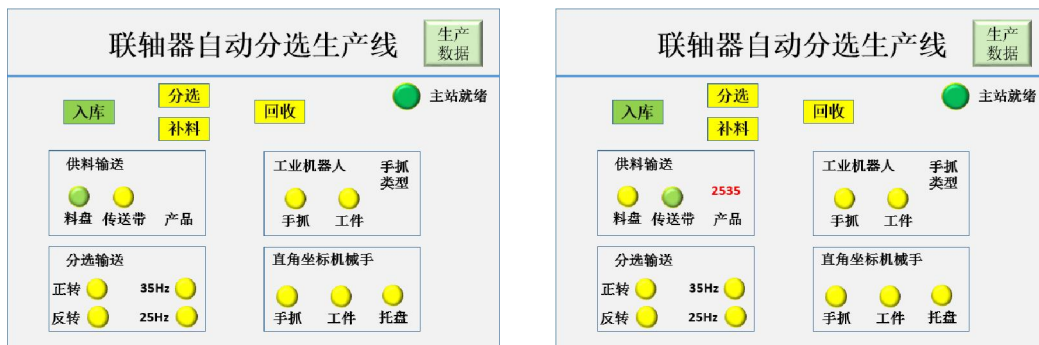 联轴器自动分选生产线
生产
数据
分选
入库
回收
补料
主站就绪
供料输送
料盘 传送带 产品
工业机器人
手抓
类型
手抓 工件
分选输送
正转 35Hz
反转 25Hz
直角坐标机械手
手抓 工件 托盘
联轴器自动分选生产线
生产
数据
分选
入库
回收
补料
主站就绪
供料输送
2535
料盘 传送带 产品
工业机器人
手抓
类型
手抓 工件
分选输送
正转 35Hz
反转 25Hz
直角坐标机械手
手抓 工件 托盘